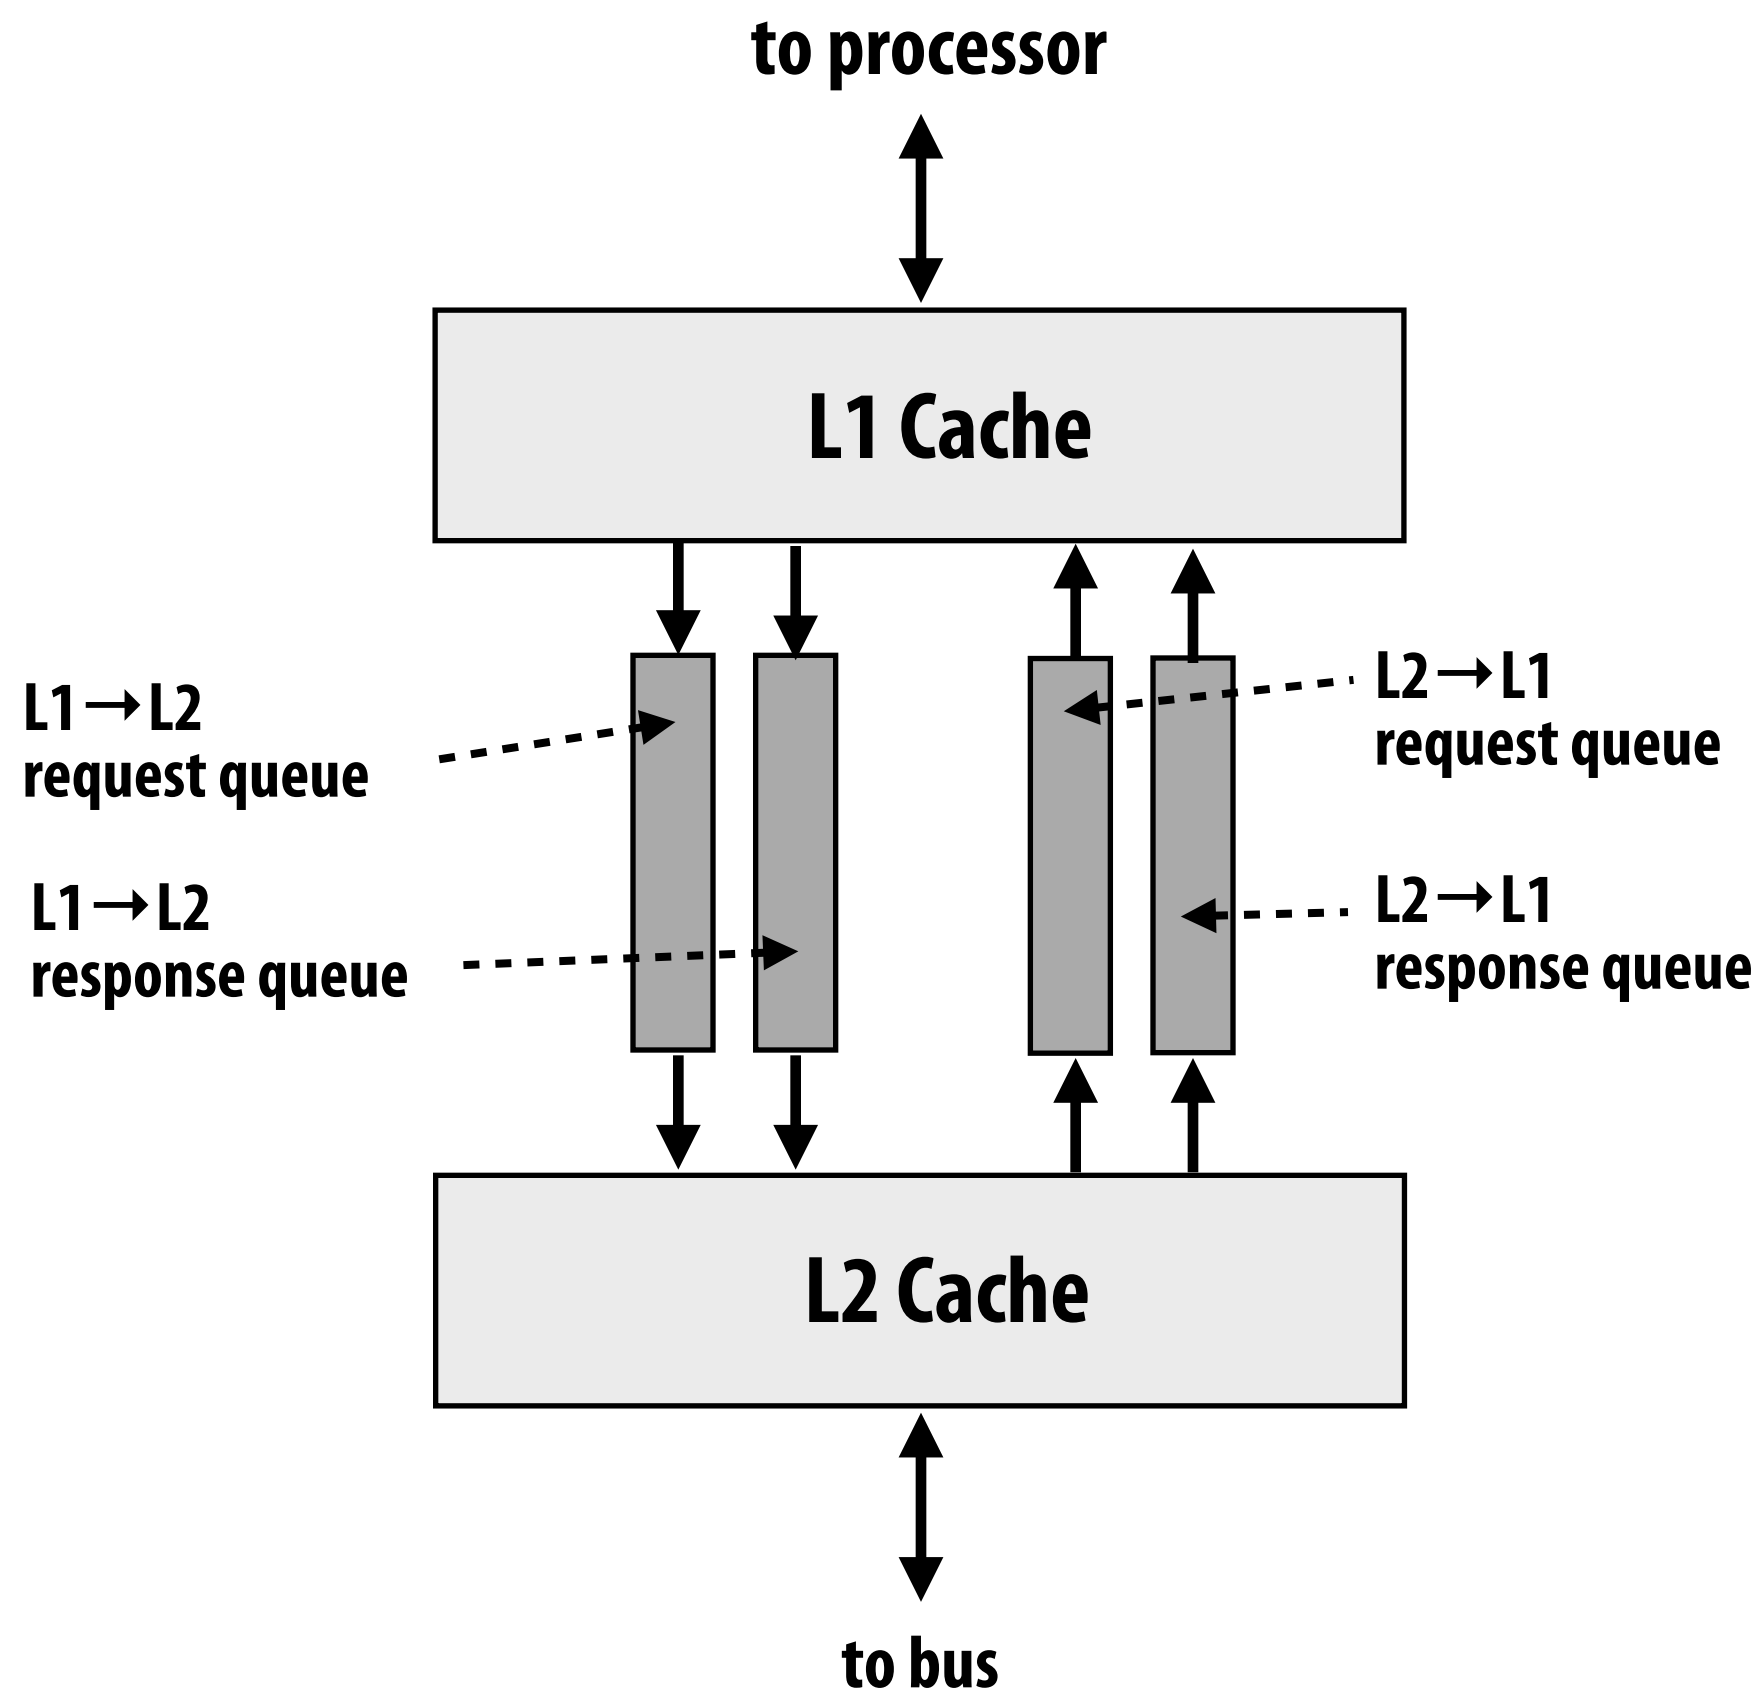 to processor
L1 Cache
L1→L2
request queue
L2→L1
request queue
L1→L2
response queue
L2→L1
response queue
L2 Cache
to bus